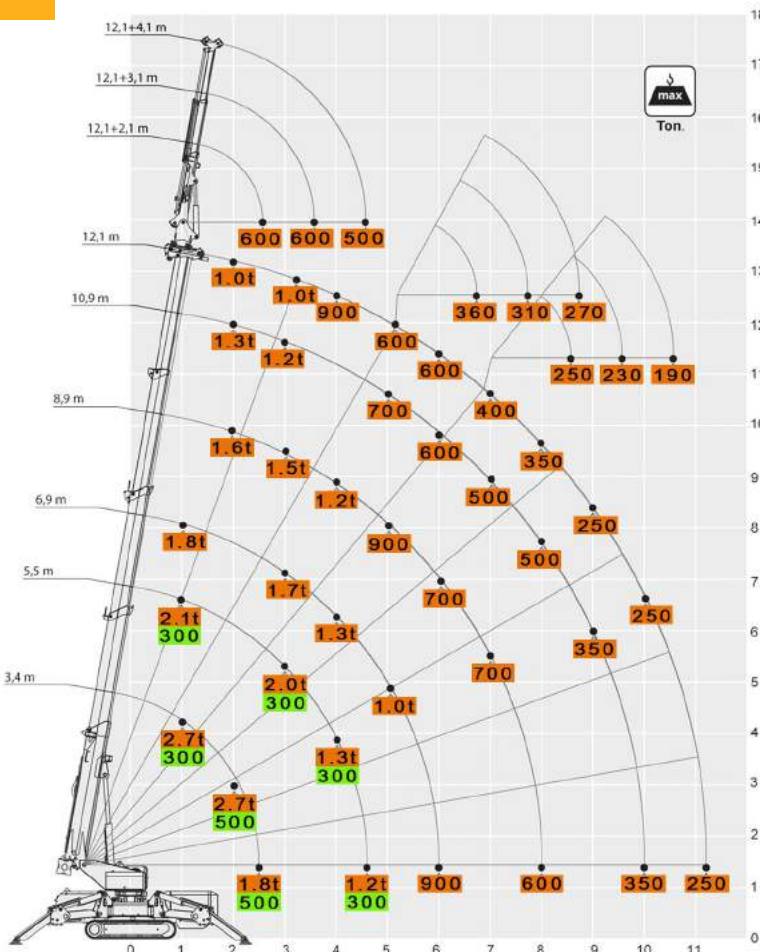 12,1+4,1 m
18
17
12,1+3,1 m
max
Ton.
16
12,1+2,1 m
15
14
600 600 500
12,1 m
1.0t
13
1.0t
900
360 310 270
10,9 m
1.3t
600
12
1.2t
600
250 230 190
11
8,9 m
700
400
1.6t
600
350
10
1.5t
500
9
6,9 m
1.2t
250
1.8t
900
500
8
5,5 m
1.7t
700
7
2.1t
300
1.3t
250
6
3,4 m
2.0t
300
700
350
5
2.7t
300
1.0t
4
1.3t
300
3
2.7t
500
2
1.8t 1.2t 900 600 350 250
1
500 300
0
0 1 2 3 4 5 6 7 8 9 10 11